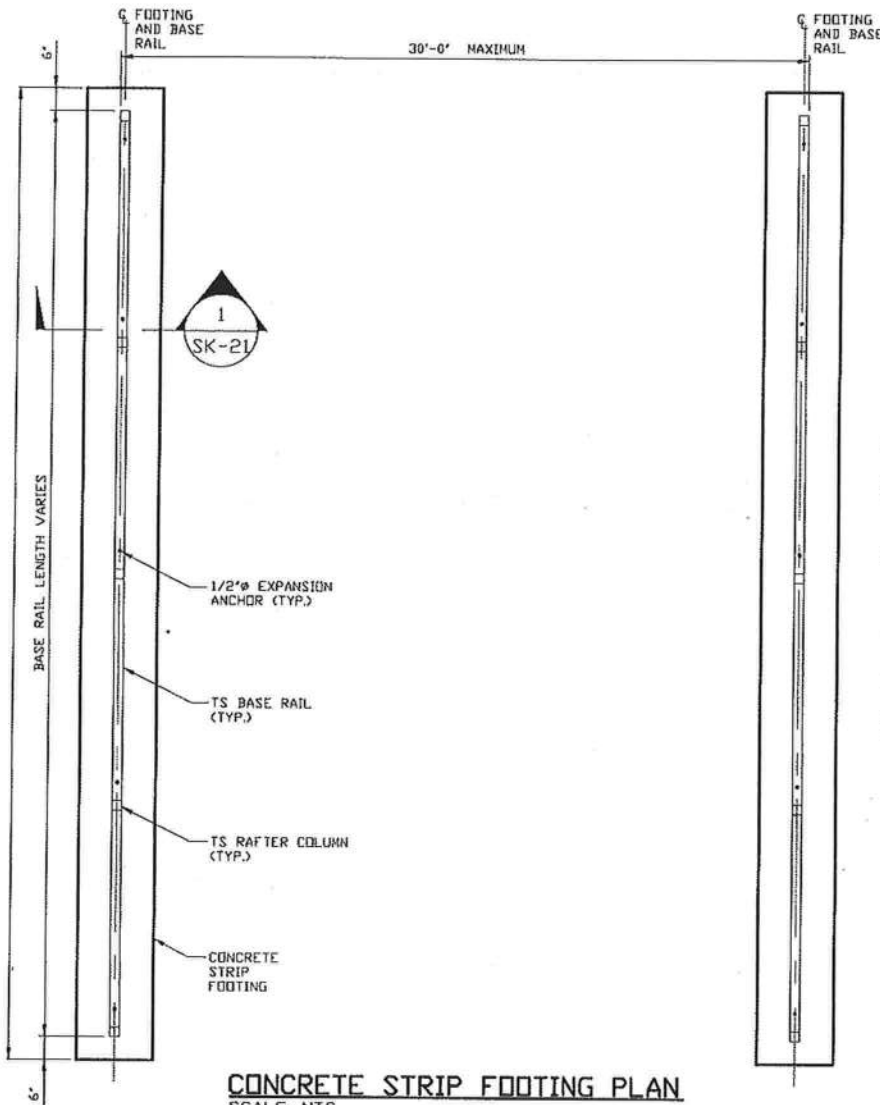 ℄ FOOTING
AND BASE
RAIL
℄ FOOTING
AND BASE
RAIL
30'-0" MAXIMUM
6"
1
SK-21
BASE RAIL LENGTH VARIES
1/2"ø EXPANSION
ANCHOR (TYP.)
TS BASE RAIL
(TYP.)
TS RAFTER COLUMN
(TYP.)
CONCRETE
STRIP
FOOTING
6"
CONCRETE STRIP FOOTING PLAN
SCALE: NTS